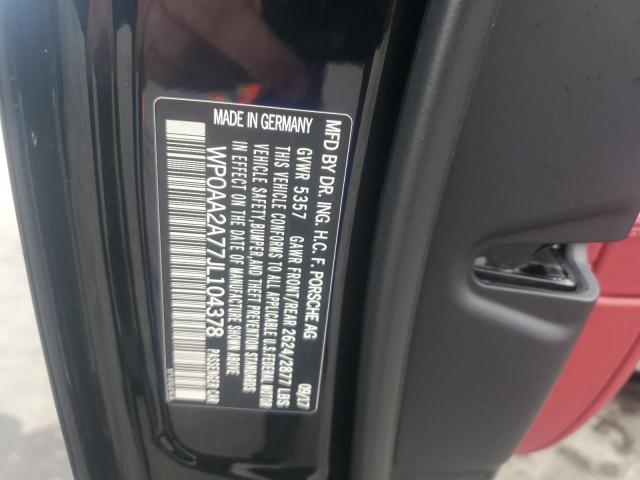 MFD BY DR. ING. H.C. F. PORSCHE AG
GVWR 5357 GAWR FRONT/REAR 2624/2877 LBS
THIS VEHICLE CONFORMS TO ALL APPLICABLE U.S. FEDERAL MOTOR
VEHICLE SAFETY, BUMPER, AND THEFT PREVENTION STANDARDS
IN EFFECT ON THE DATE OF MANUFACTURE SHOWN ABOVE
WP0AA2A77JL104378
PASSENGER CAR
MADE IN GERMANY
09/17